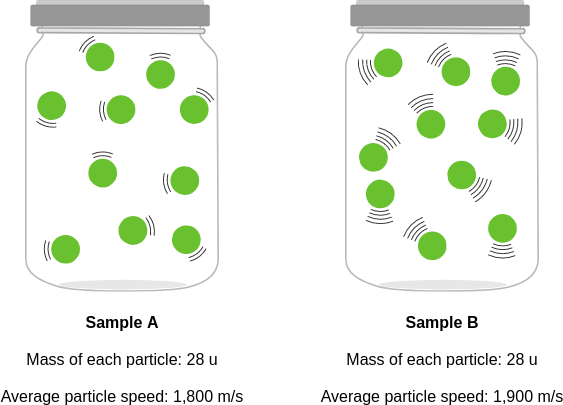 Sample A
Mass of each particle: 28 u
Average particle speed: 1,800 m/s
Sample B
Mass of each particle: 28 u
Average particle speed: 1,900 m/s